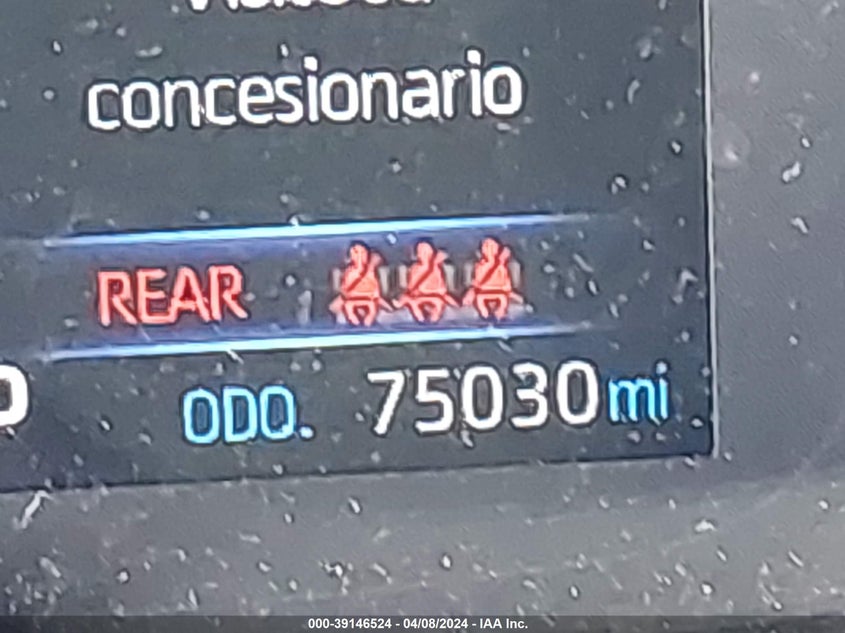 concesionario
REAR
ODO. 75030 mi
000-39146524 - 04/08/2024 - IAA Inc.